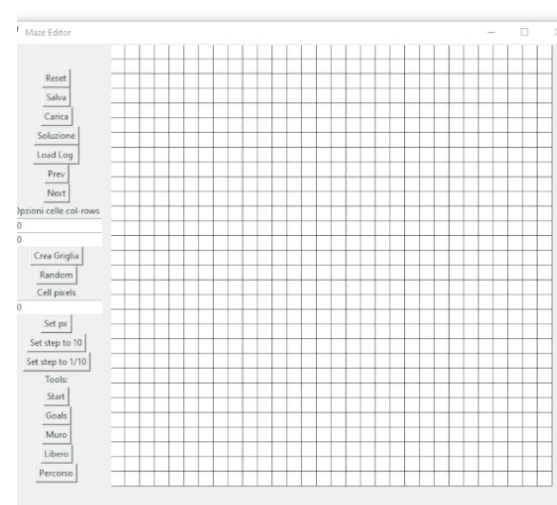 Maze Editor
Reset
Salva
Carica
Soluzione
Load Log
Prev
Next
Opzioni celle col-rows
0
0
Crea Griglia
Random
Cell pixels
0
Set px
Set step to 10
Set step to 1/10
Tools:
Start
Goals
Muro
Libero
Percorso